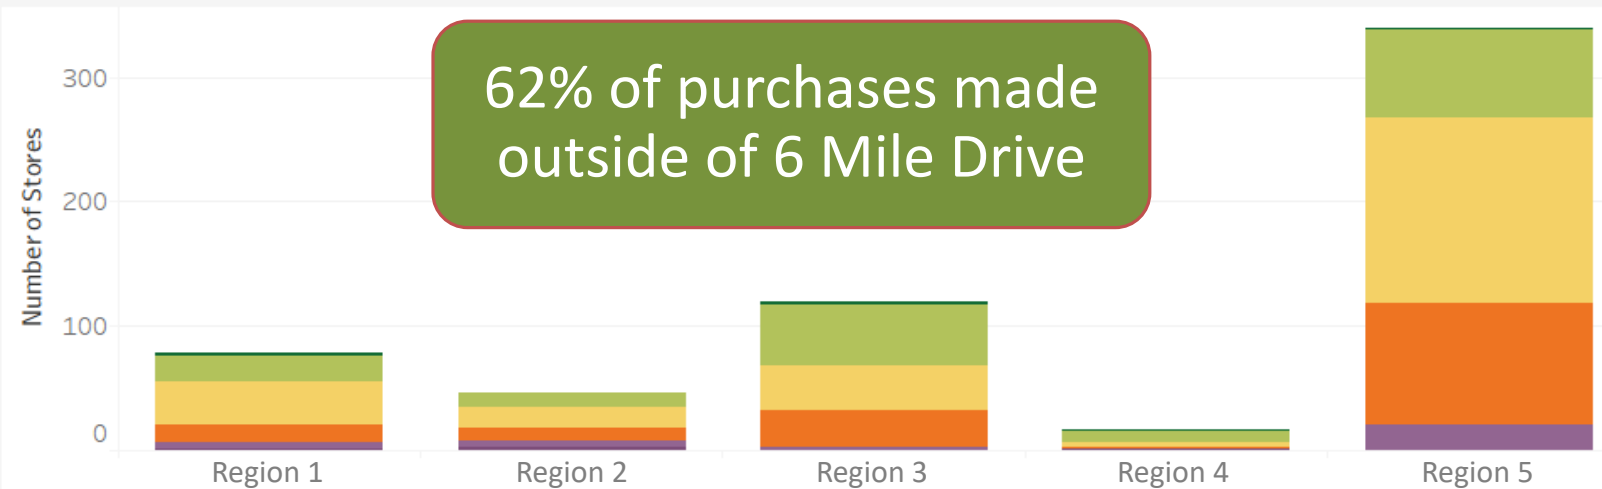 62% of purchases made
outside of 6 Mile Drive
Number of Stores
300
200
100
0
Region 1
Region 2
Region 3
Region 4
Region 5